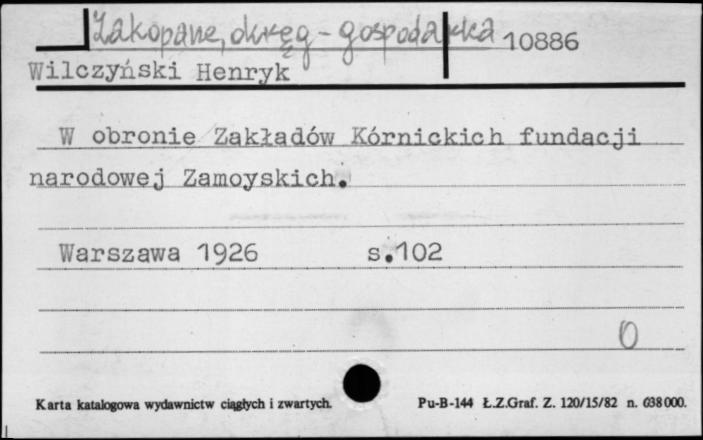 Zakopane, okręg - gospodarka 10886
Wilczyński Henryk
W obronie Zakładów Kórnickich fundacji
narodowej Zamoyskich.
Warszawa 1926 s.102
0
Karta katalogowa wydawnictw ciągłych i zwartych. Pu-B-144 Ł.Z.Graf. Z. 120/15/82 n. 638000.